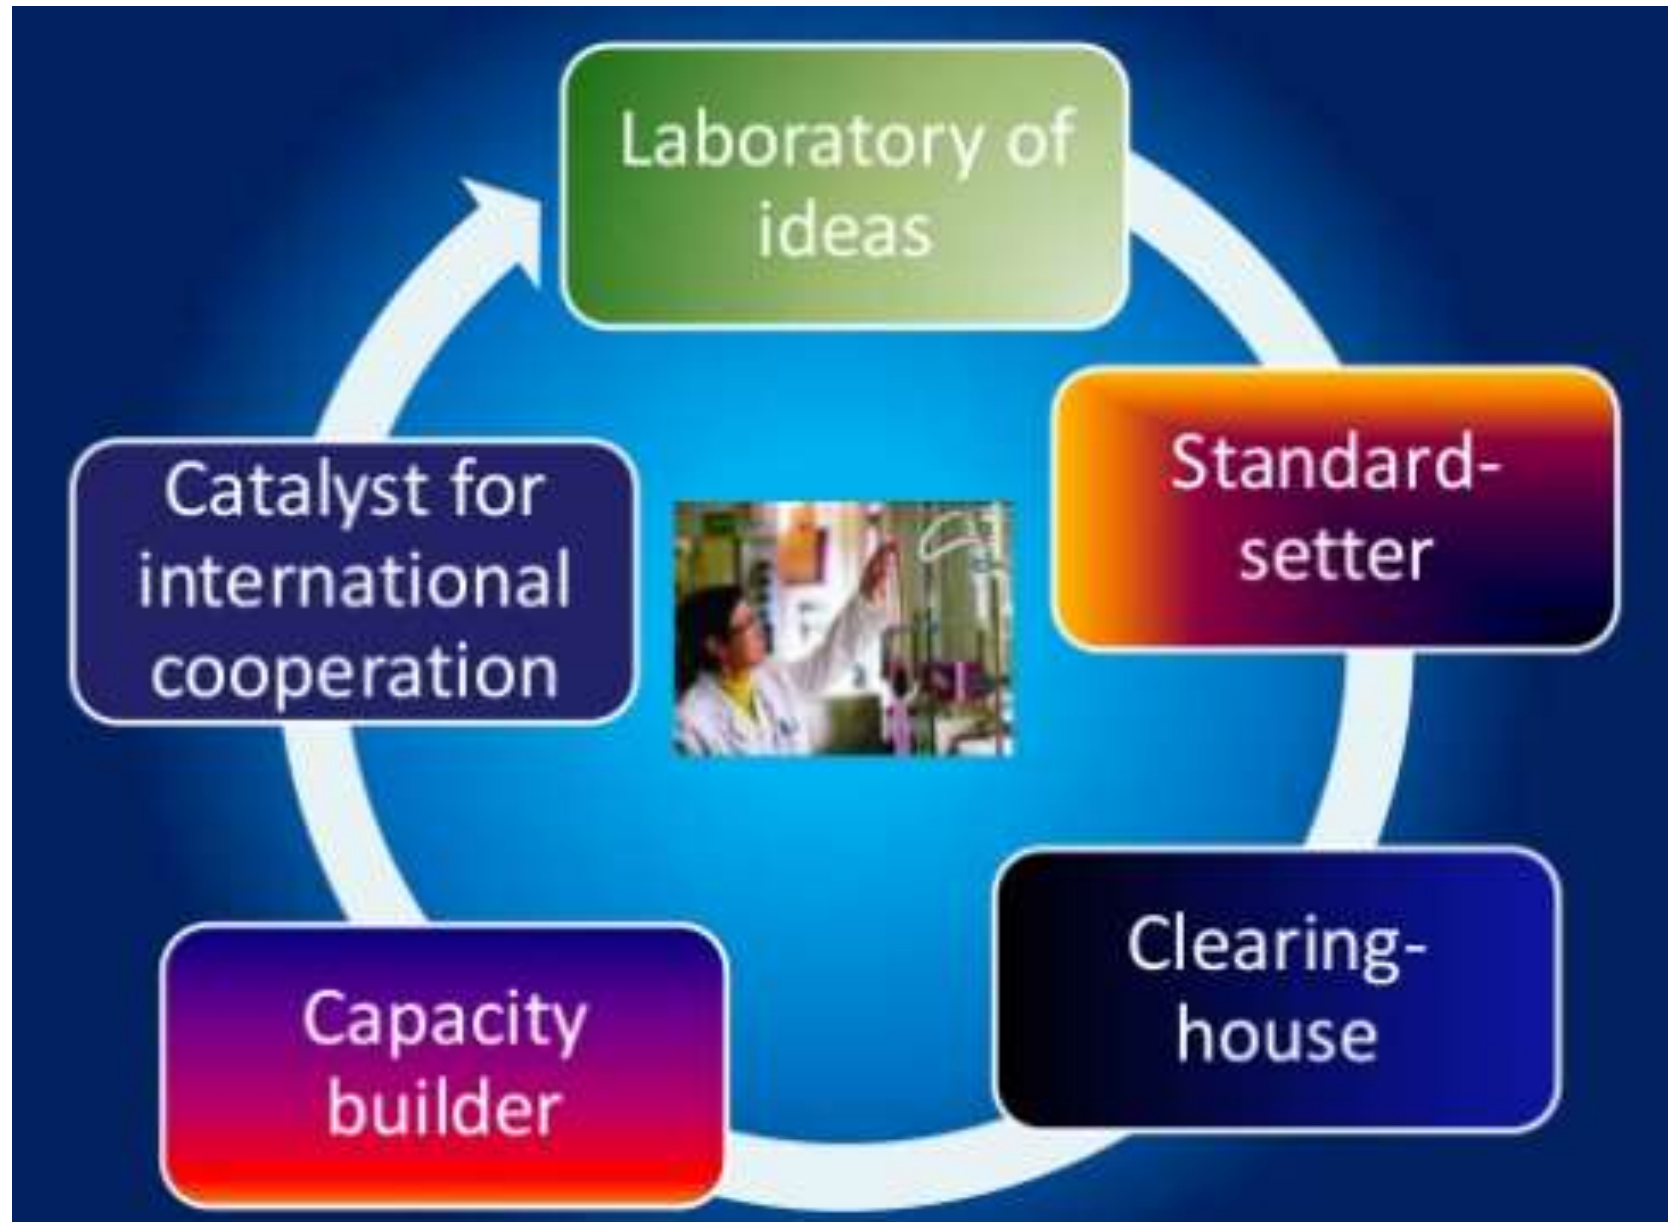 Laboratory of
ideas
Standard-
setter
Clearing-
house
Capacity
builder
Catalyst for
international
cooperation